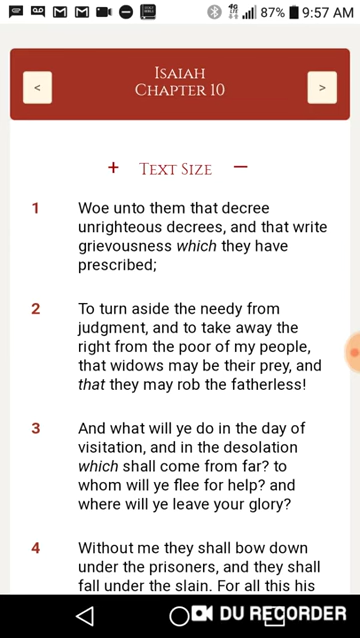 4G 87% 9:57 AM
< ISAIAH >
CHAPTER 10
+ TEXT SIZE −
1 Woe unto them that decree
unrighteous decrees, and that write
grievousness which they have
prescribed;
2 To turn aside the needy from
judgment, and to take away the
right from the poor of my people,
that widows may be their prey, and
that they may rob the fatherless!
3 And what will ye do in the day of
visitation, and in the desolation
which shall come from far? to
whom will ye flee for help? and
where will ye leave your glory?
4 Without me they shall bow down
under the prisoners, and they shall
fall under the slain. For all this his
DU RECORDER